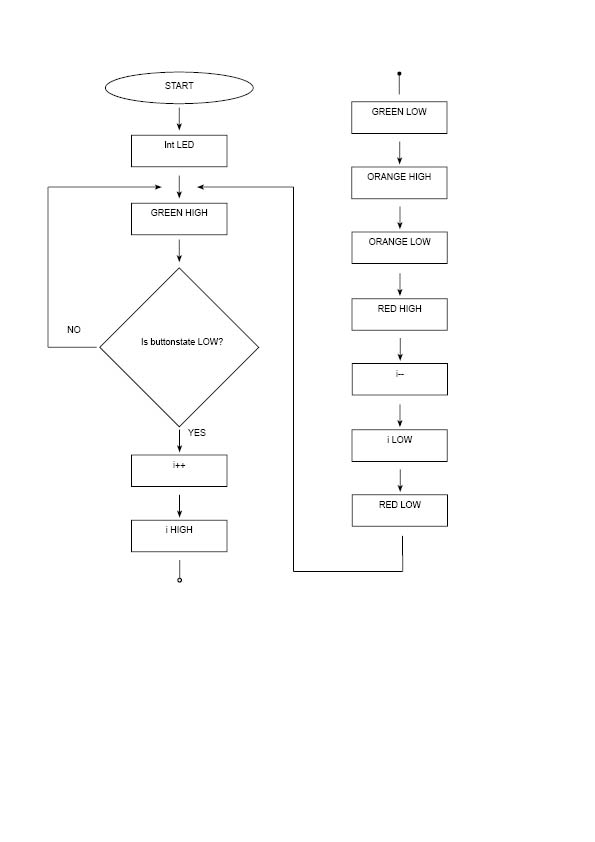 START
Int LED
GREEN HIGH
Is buttonstate LOW?
NO
YES
i++
i HIGH
GREEN LOW
ORANGE HIGH
ORANGE LOW
RED HIGH
i--
i LOW
RED LOW